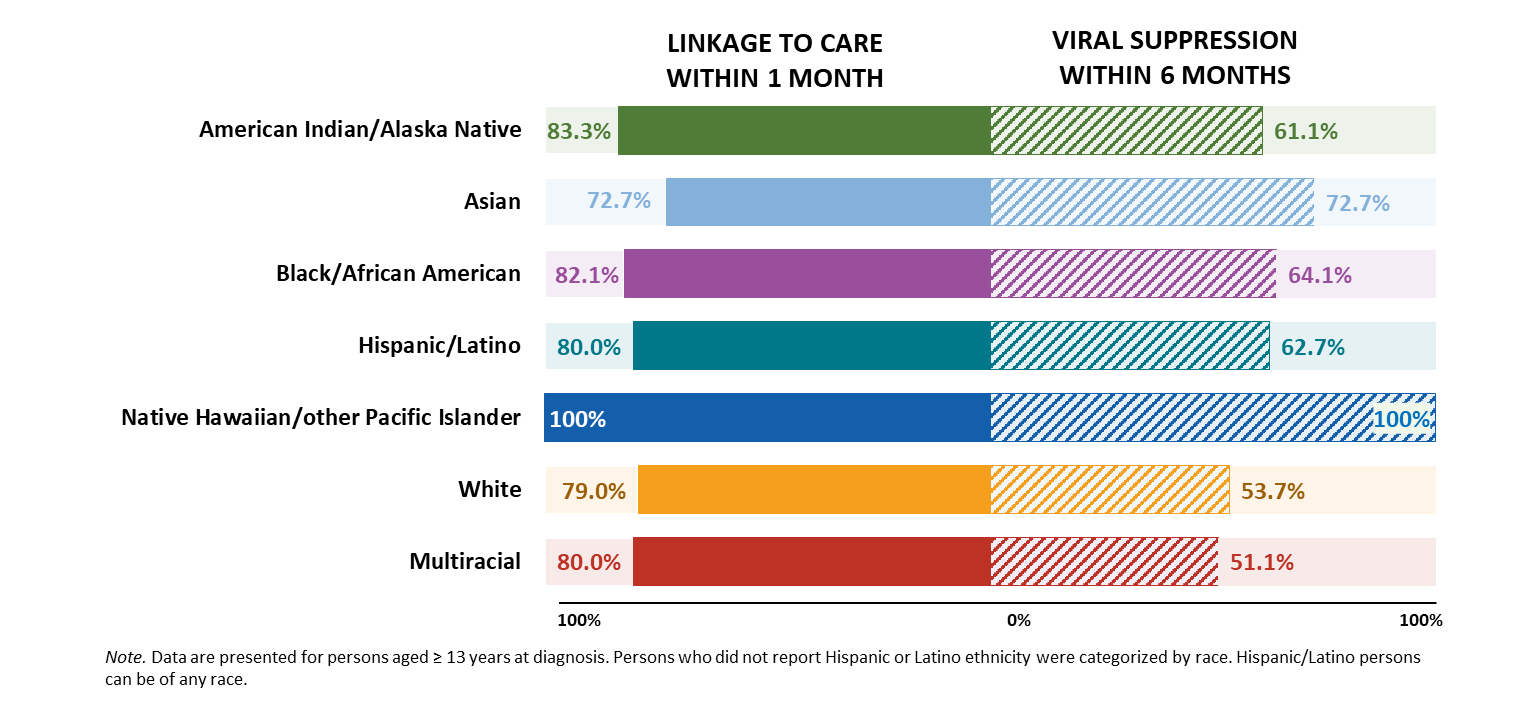 LINKAGE TO CARE
WITHIN 1 MONTH
VIRAL SUPPRESSION
WITHIN 6 MONTHS
American Indian/Alaska Native 83.3% 61.1%
Asian 72.7% 72.7%
Black/African American 82.1% 64.1%
Hispanic/Latino 80.0% 62.7%
Native Hawaiian/other Pacific Islander 100% 100%
White 79.0% 53.7%
Multiracial 80.0% 51.1%
100% 0% 100%
Note. Data are presented for persons aged ≥ 13 years at diagnosis. Persons who did not report Hispanic or Latino ethnicity were categorized by race. Hispanic/Latino persons
can be of any race.